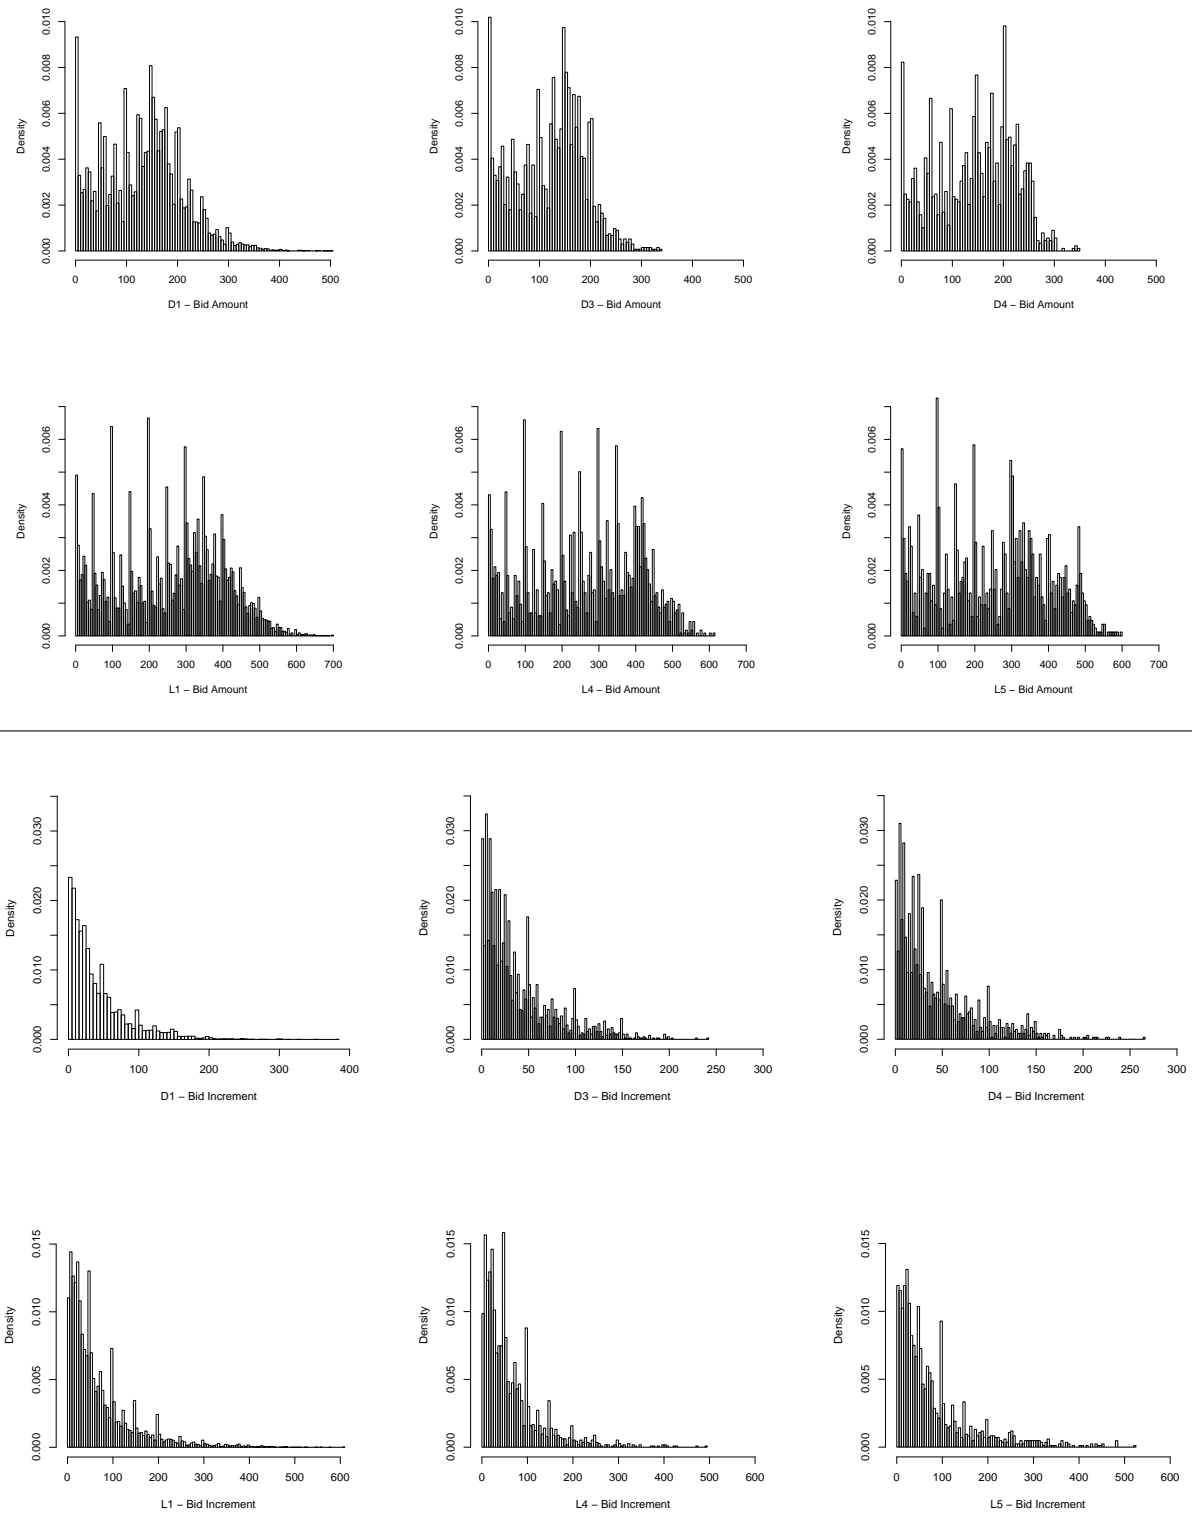 0.000 0.002 0.004 0.006 0.008 0.010
Density
0 100 200 300 400 500
D1 − Bid Amount
0.000 0.002 0.004 0.006 0.008 0.010
Density
0 100 200 300 400 500
D3 − Bid Amount
0.000 0.002 0.004 0.006 0.008 0.010
Density
0 100 200 300 400 500
D4 − Bid Amount
0.000 0.002 0.004 0.006
Density
0 100 200 300 400 500 600 700
L1 − Bid Amount
0.000 0.002 0.004 0.006
Density
0 100 200 300 400 500 600 700
L4 − Bid Amount
0.000 0.002 0.004 0.006
Density
0 100 200 300 400 500 600 700
L5 − Bid Amount
0.000 0.010 0.020 0.030
Density
0 100 200 300 400
D1 − Bid Increment
0.000 0.010 0.020 0.030
Density
0 50 100 150 200 250 300
D3 − Bid Increment
0.000 0.010 0.020 0.030
Density
0 50 100 150 200 250 300
D4 − Bid Increment
0.000 0.005 0.010 0.015
Density
0 100 200 300 400 500 600
L1 − Bid Increment
0.000 0.005 0.010 0.015
Density
0 100 200 300 400 500 600
L4 − Bid Increment
0.000 0.005 0.010 0.015
Density
0 100 200 300 400 500 600
L5 − Bid Increment